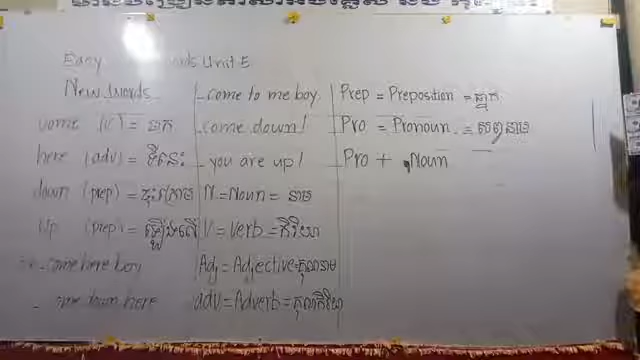 Easy Words Unit E
New Words
come (v) = មក
here (adv) = ទីនេះ
down (prep) = ចុះក្រោម
Up (prep) = ឡើងលើ
come here boy
come down here
come to me boy.
come down!
you are up!
N = Noun = នាម
V = verb = កិរិយា
Adj = Adjective = គុណនាម
adv = Adverb = គុណកិរិយា
Prep = Preposition = ធ្នាក់
Pro = Pronoun = សព្វនាម
Pro + Noun